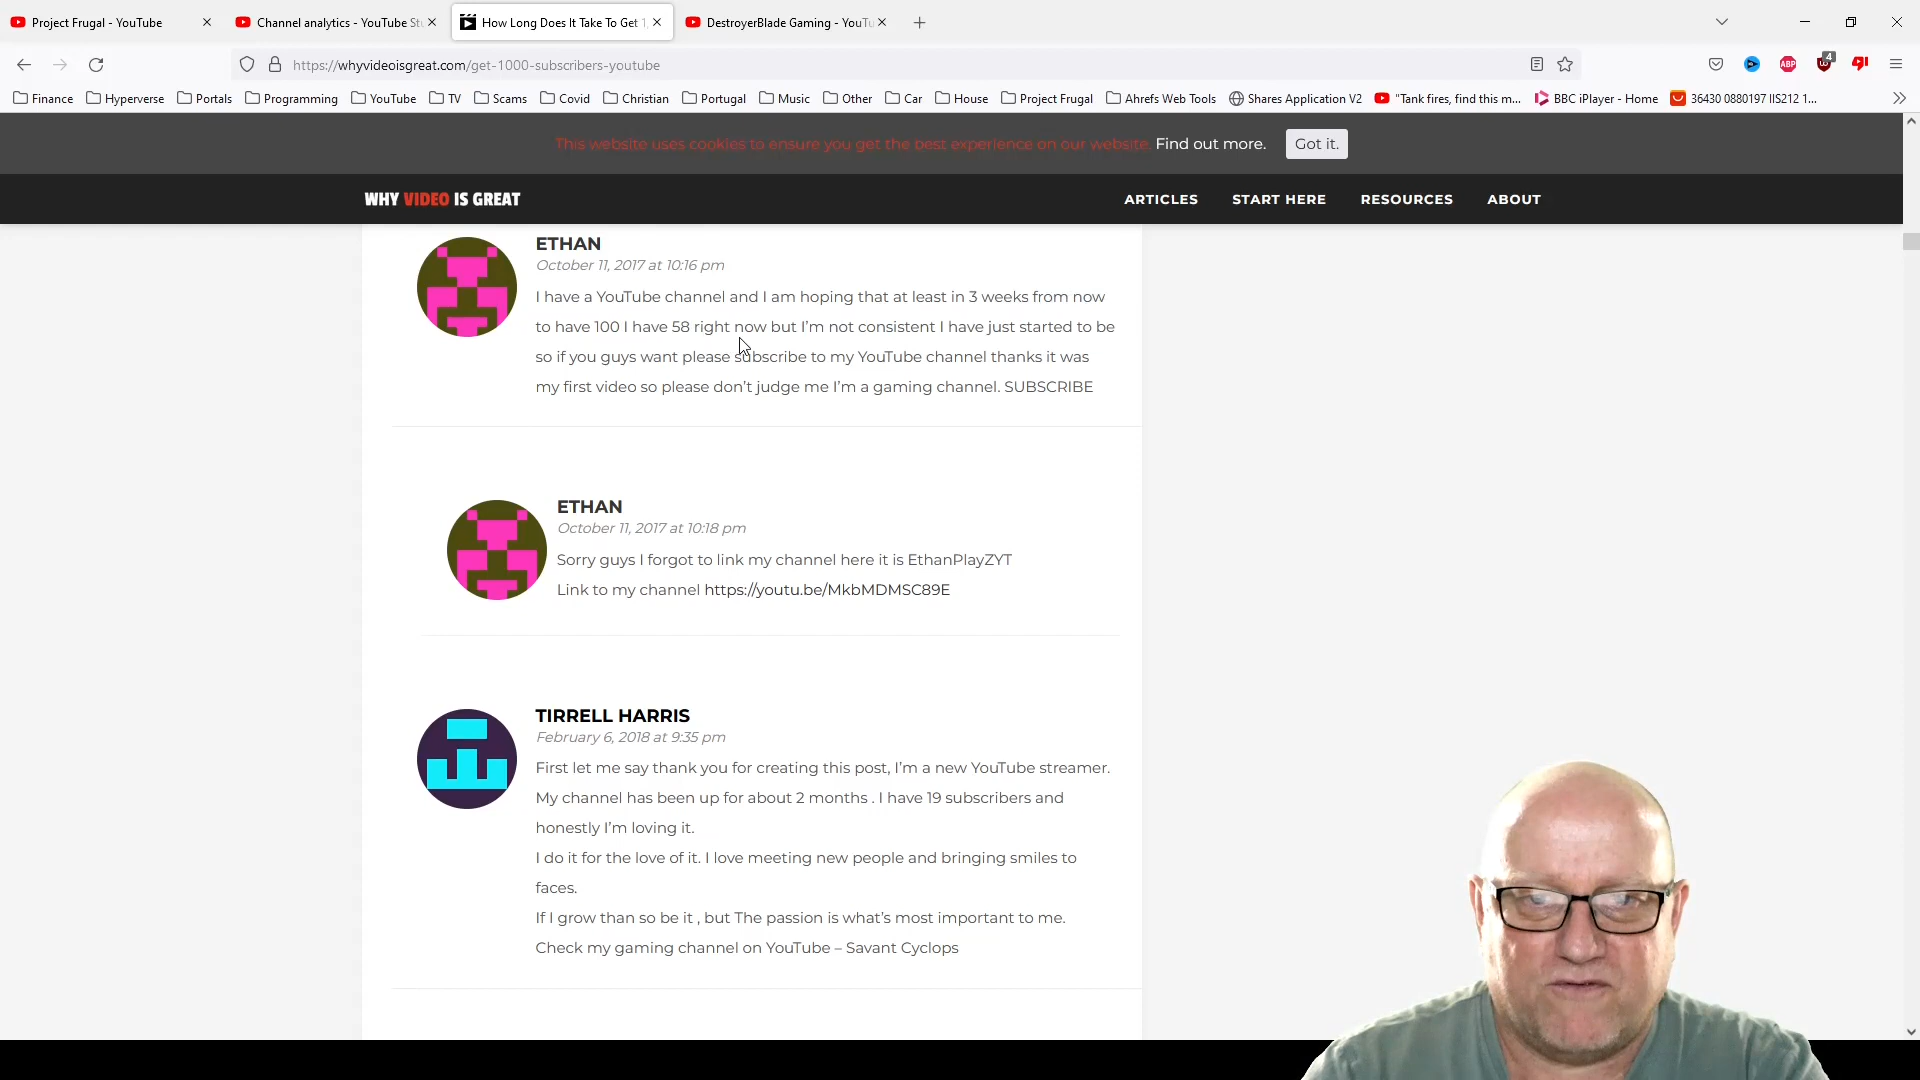 Project Frugal - YouTube
Channel analytics - YouTube Stu
How Long Does It Take To Get 1,
DestroyerBlade Gaming - YouTu
https://whyvideoisgreat.com/get-1000-subscribers-youtube
ABP
4
Finance Hyperverse Portals Programming YouTube TV Scams Covid Christian Portugal Music Other Car House Project Frugal Ahrefs Web Tools Shares Application V2 "Tank fires, find this m... BBC iPlayer - Home 36430 0880197 IIS212 1...
This website uses cookies to ensure you get the best experience on our website. Find out more. Got it.
WHY VIDEO IS GREAT
ARTICLES START HERE RESOURCES ABOUT
ETHAN
October 11, 2017 at 10:16 pm
I have a YouTube channel and I am hoping that at least in 3 weeks from now
to have 100 I have 58 right now but I'm not consistent I have just started to be
so if you guys want please subscribe to my YouTube channel thanks it was
my first video so please don't judge me I'm a gaming channel. SUBSCRIBE
ETHAN
October 11, 2017 at 10:18 pm
Sorry guys I forgot to link my channel here it is EthanPlayZYT
Link to my channel https://youtu.be/MkbMDMSC89E
TIRRELL HARRIS
February 6, 2018 at 9:35 pm
First let me say thank you for creating this post, I'm a new YouTube streamer.
My channel has been up for about 2 months . I have 19 subscribers and
honestly I'm loving it.
I do it for the love of it. I love meeting new people and bringing smiles to
faces.
If I grow than so be it , but The passion is what's most important to me.
Check my gaming channel on YouTube – Savant Cyclops